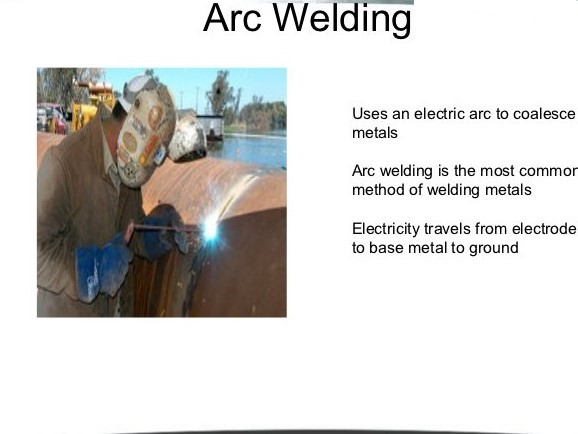 Arc Welding
Uses an electric arc to coalesce
metals
Arc welding is the most common
method of welding metals
Electricity travels from electrode
to base metal to ground